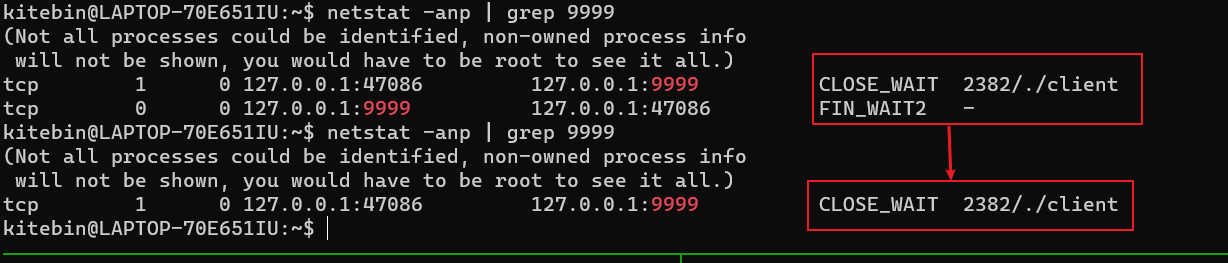 kitebin@LAPTOP-70E651IU:~$ netstat -anp | grep 9999
(Not all processes could be identified, non-owned process info
 will not be shown, you would have to be root to see it all.)
tcp        1      0 127.0.0.1:47086         127.0.0.1:9999          CLOSE_WAIT  2382/./client
tcp        0      0 127.0.0.1:9999          127.0.0.1:47086         FIN_WAIT2   -
kitebin@LAPTOP-70E651IU:~$ netstat -anp | grep 9999
(Not all processes could be identified, non-owned process info
 will not be shown, you would have to be root to see it all.)
tcp        1      0 127.0.0.1:47086         127.0.0.1:9999          CLOSE_WAIT  2382/./client
kitebin@LAPTOP-70E651IU:~$